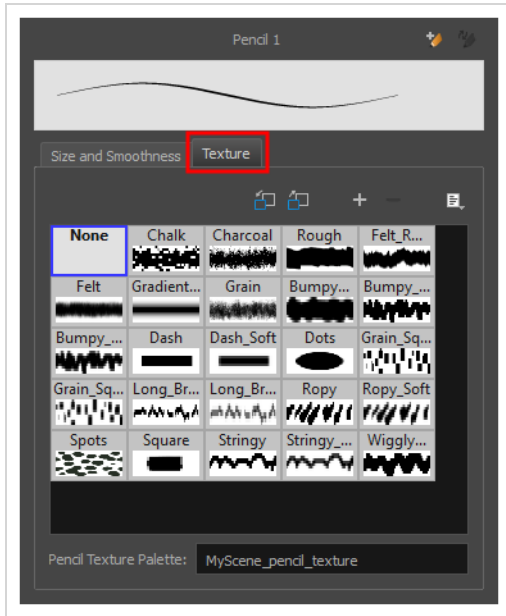 Pencil 1
Size and Smoothness Texture
None Chalk Charcoal Rough Felt_R...
Felt Gradient... Grain Bumpy... Bumpy_...
Bumpy_... Dash Dash_Soft Dots Grain_Sq...
Grain_Sq... Long_Br... Long_Br... Ropy Ropy_Soft
Spots Square Stringy Stringy_... Wiggly...
Pencil Texture Palette: MyScene_pencil_texture